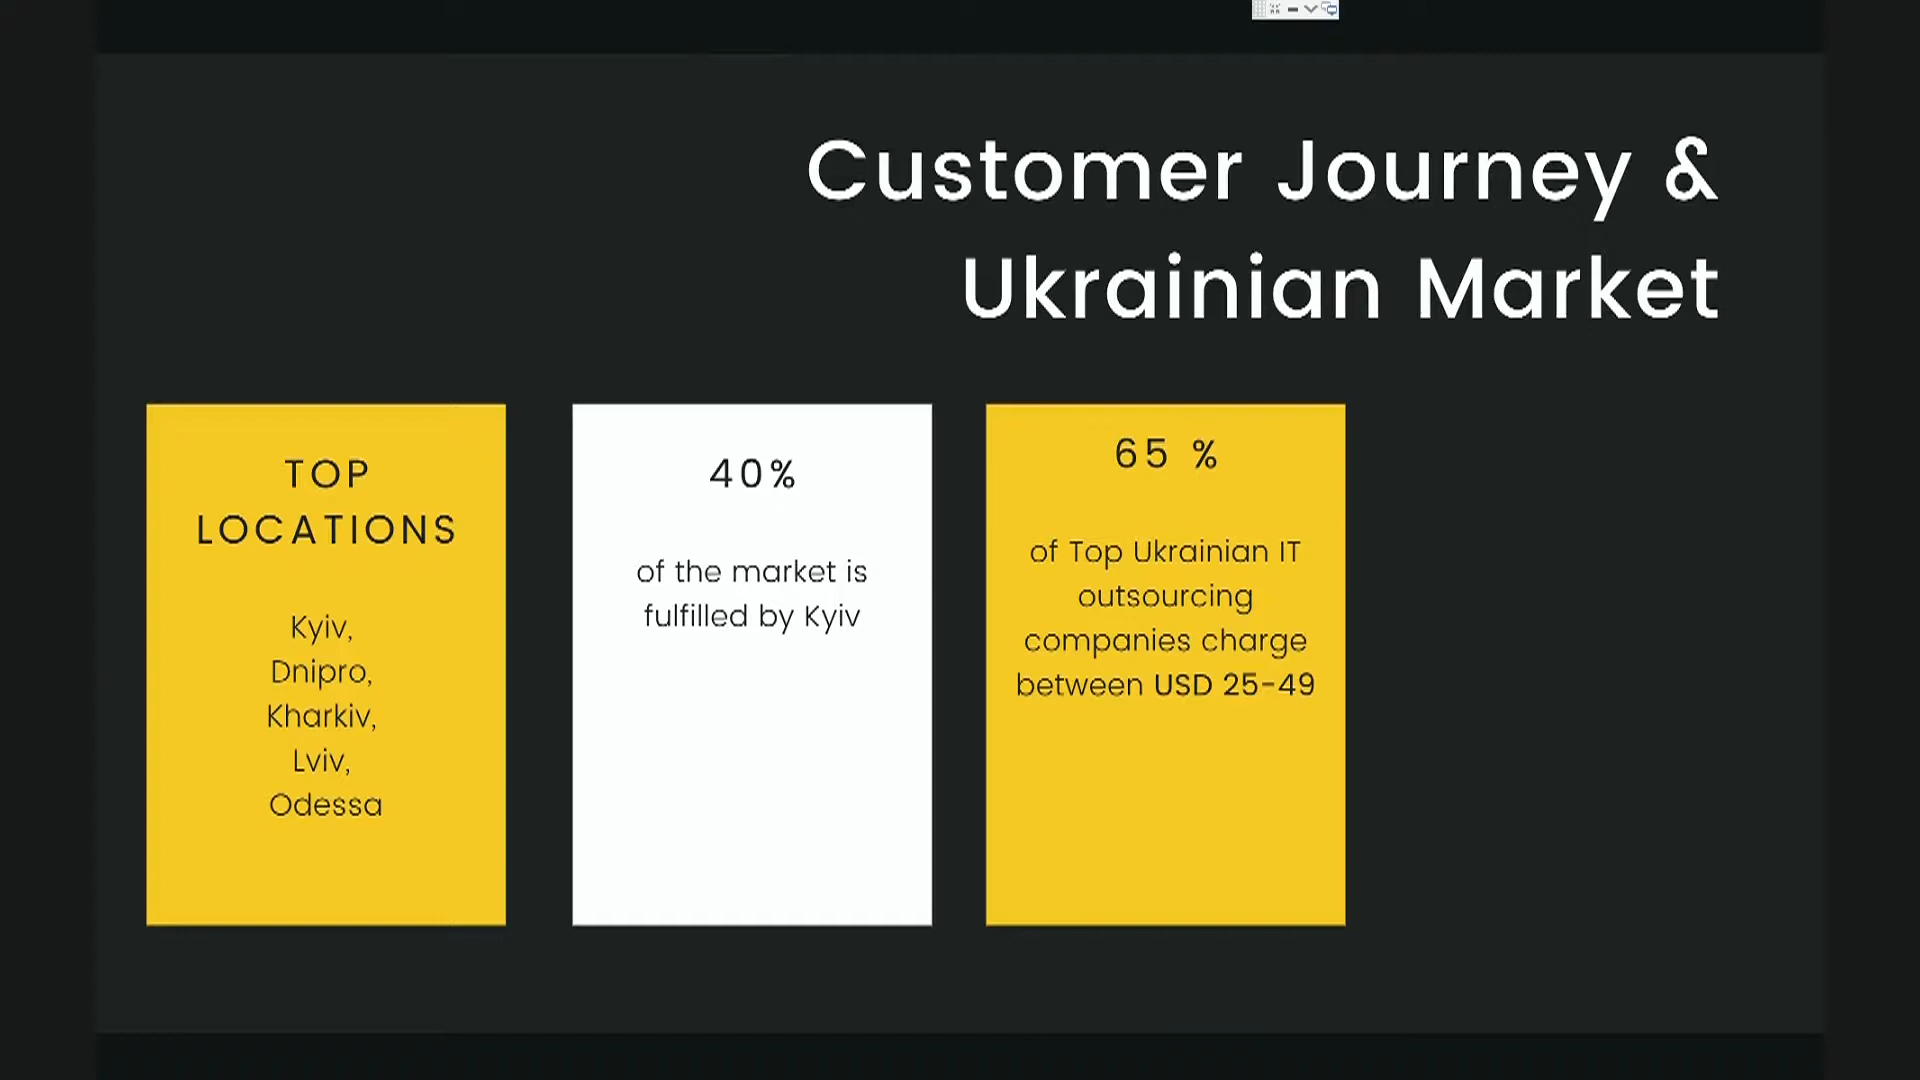 Customer Journey &
Ukrainian Market
TOP
LOCATIONS
Kyiv,
Dnipro,
Kharkiv,
Lviv,
Odessa
40%
of the market is
fulfilled by Kyiv
65 %
of Top Ukrainian IT
outsourcing
companies charge
between USD 25-49